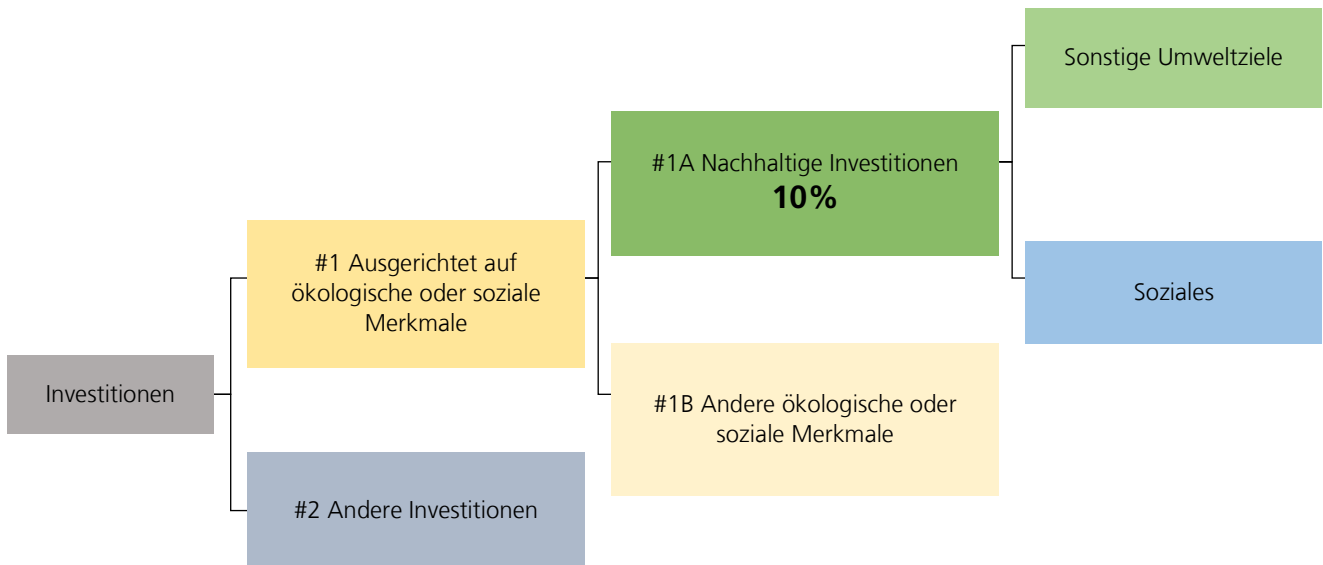 Sonstige Umweltziele
#1A Nachhaltige Investitionen
10%
#1 Ausgerichtet auf
ökologische oder soziale
Merkmale
Soziales
Investitionen
#1B Andere ökologische oder
soziale Merkmale
#2 Andere Investitionen